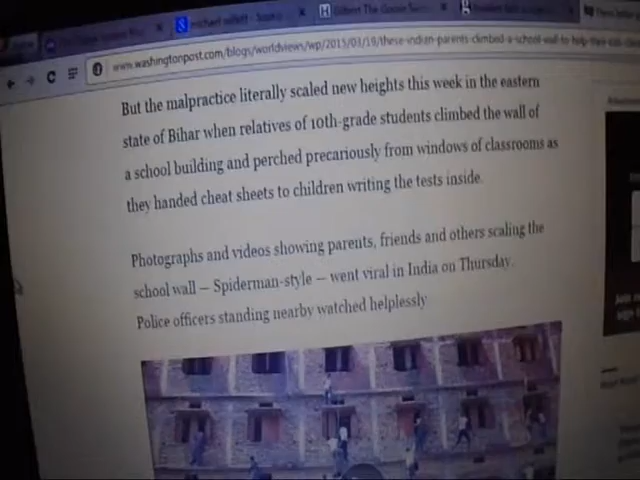 www.washingtonpost.com/blogs/worldviews/wp/2015/03/19/these-indian-parents-climbed-a-school-wall-to-help-their
But the malpractice literally scaled new heights this week in the eastern
state of Bihar when relatives of 10th-grade students climbed the wall of
a school building and perched precariously from windows of classrooms as
they handed cheat sheets to children writing the tests inside.
Photographs and videos showing parents, friends and others scaling the
school wall — Spiderman-style — went viral in India on Thursday.
Police officers standing nearby watched helplessly